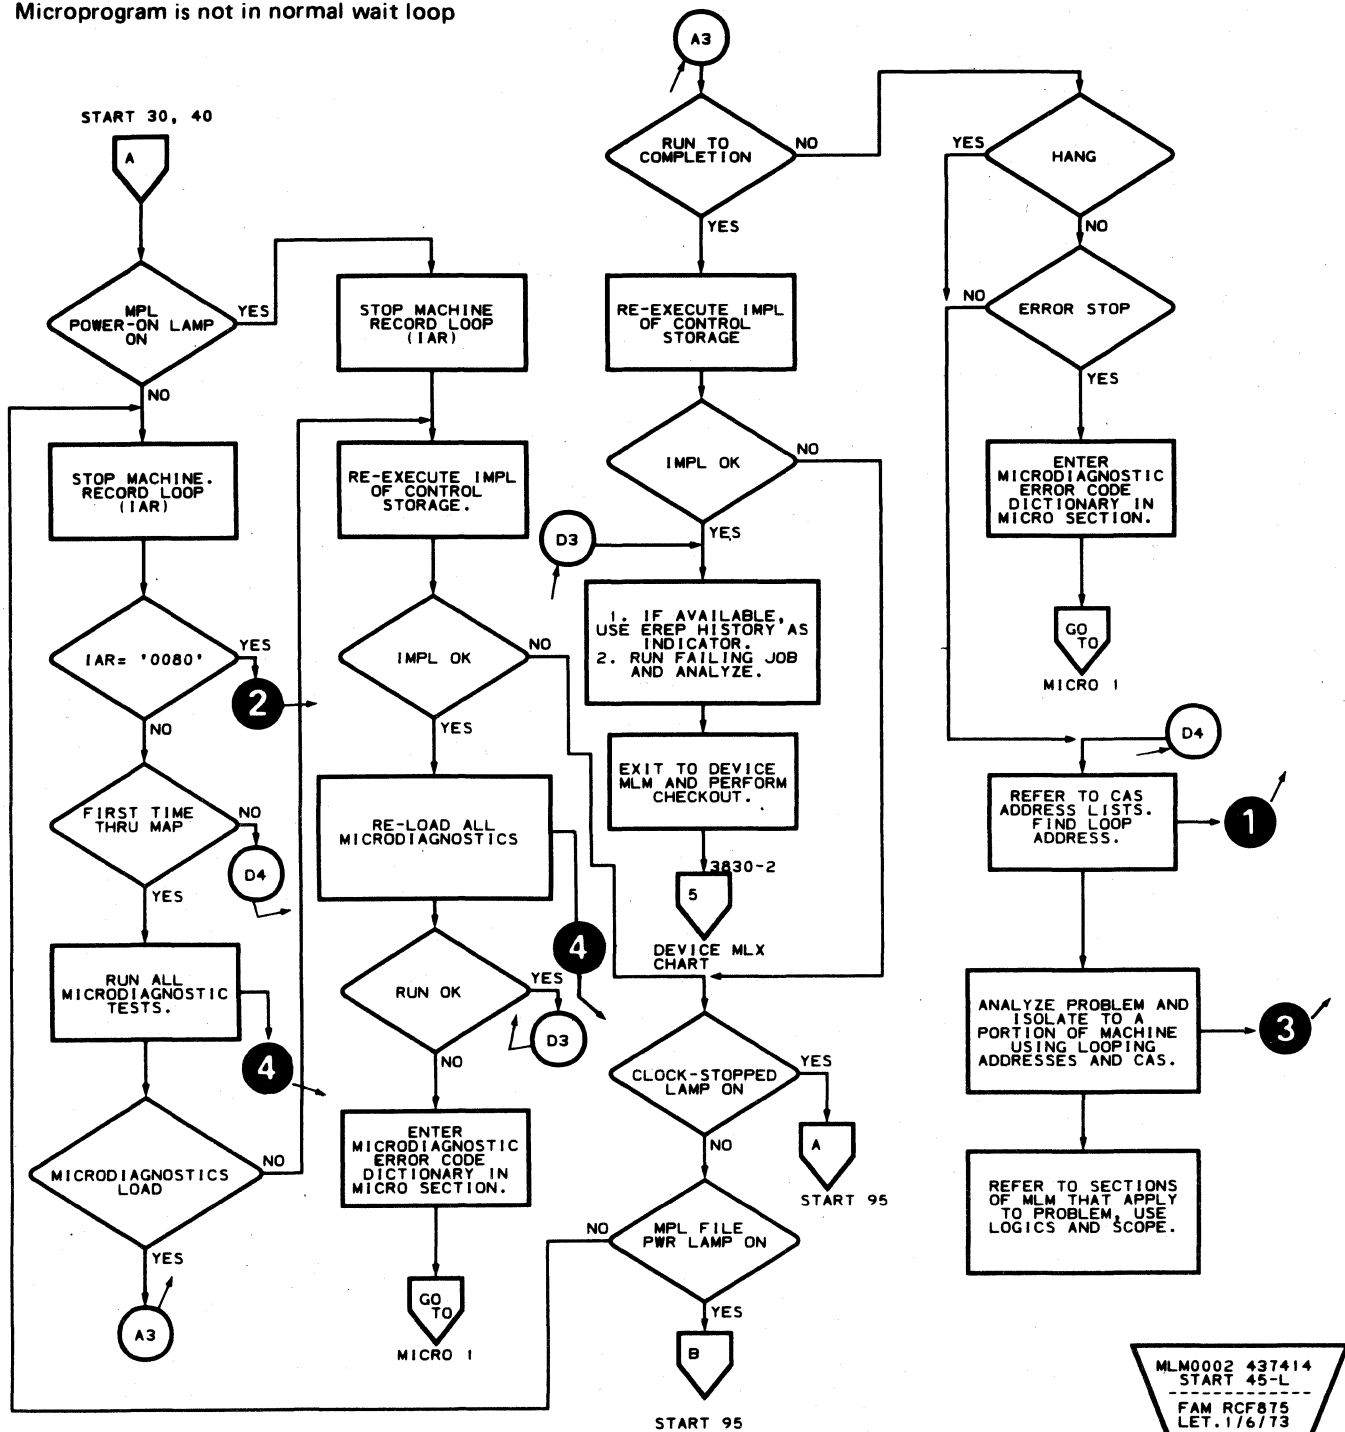 Microprogram is not in normal wait loop
START 30, 40
A
MPL
POWER-ON LAMP
ON
YES
NO
STOP MACHINE.
RECORD LOOP
(IAR)
IAR= '0080'
YES
2
NO
FIRST TIME
THRU MAP
NO
D4
YES
RUN ALL
MICRODIAGNOSTIC
TESTS.
4
MICRODIAGNOSTICS
LOAD
NO
YES
A3
STOP MACHINE
RECORD LOOP
(IAR)
RE-EXECUTE IMPL
OF CONTROL
STORAGE.
IMPL OK
NO
YES
RE-LOAD ALL
MICRODIAGNOSTICS
4
RUN OK
YES
D3
NO
ENTER
MICRODIAGNOSTIC
ERROR CODE
DICTIONARY IN
MICRO SECTION.
GO
TO
MICRO 1
A3
RUN TO
COMPLETION
NO
YES
RE-EXECUTE IMPL
OF CONTROL
STORAGE
IMPL OK
NO
YES
D3
1. IF AVAILABLE,
USE EREP HISTORY AS
INDICATOR.
2. RUN FAILING JOB
AND ANALYZE.
EXIT TO DEVICE
MLM AND PERFORM
CHECKOUT.
3830-2
5
DEVICE MLX
CHART
CLOCK-STOPPED
LAMP ON
YES
A
START 95
NO
MPL FILE
PWR LAMP ON
NO
YES
B
START 95
HANG
YES
NO
ERROR STOP
NO
YES
ENTER
MICRODIAGNOSTIC
ERROR CODE
DICTIONARY IN
MICRO SECTION.
GO
TO
MICRO 1
D4
REFER TO CAS
ADDRESS LISTS.
FIND LOOP
ADDRESS.
1
ANALYZE PROBLEM AND
ISOLATE TO A
PORTION OF MACHINE
USING LOOPING
ADDRESSES AND CAS.
3
REFER TO SECTIONS
OF MLM THAT APPLY
TO PROBLEM, USE
LOGICS AND SCOPE.
MLM0002 437414
START 45-L
FAM RCF875
LET.1/6/73